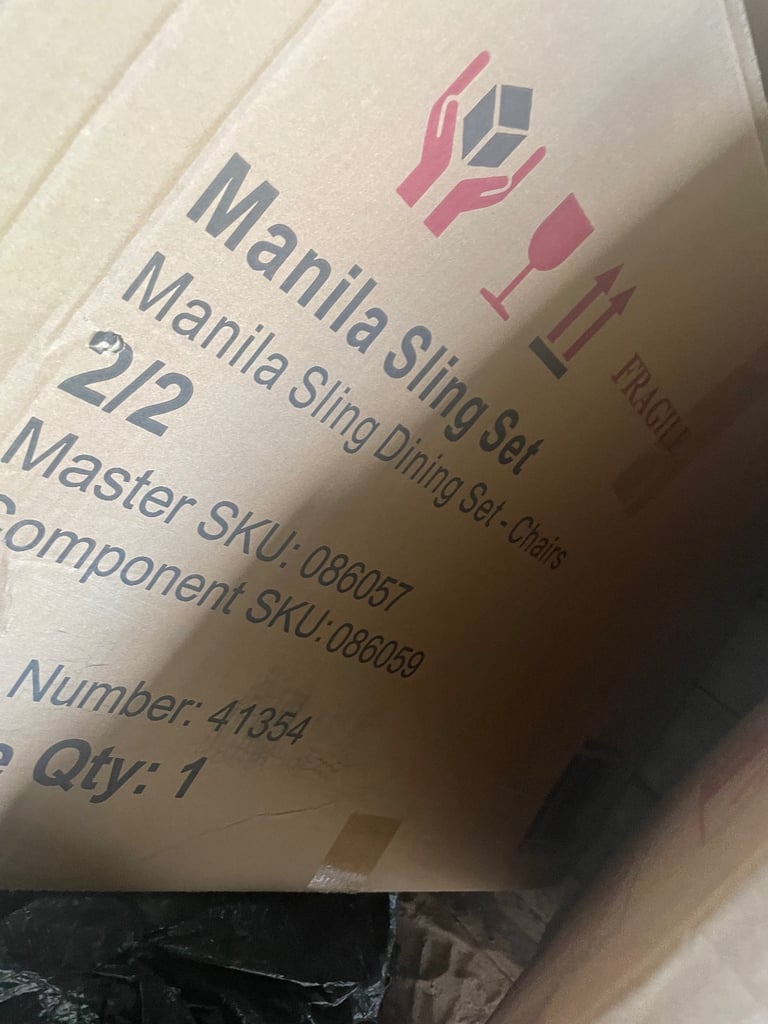 FRAGILE
Manila Sling Set
Manila Sling Dining Set - Chairs
2/2
Master SKU: 086057
Component SKU: 086059
Number: 41354
Qty: 1